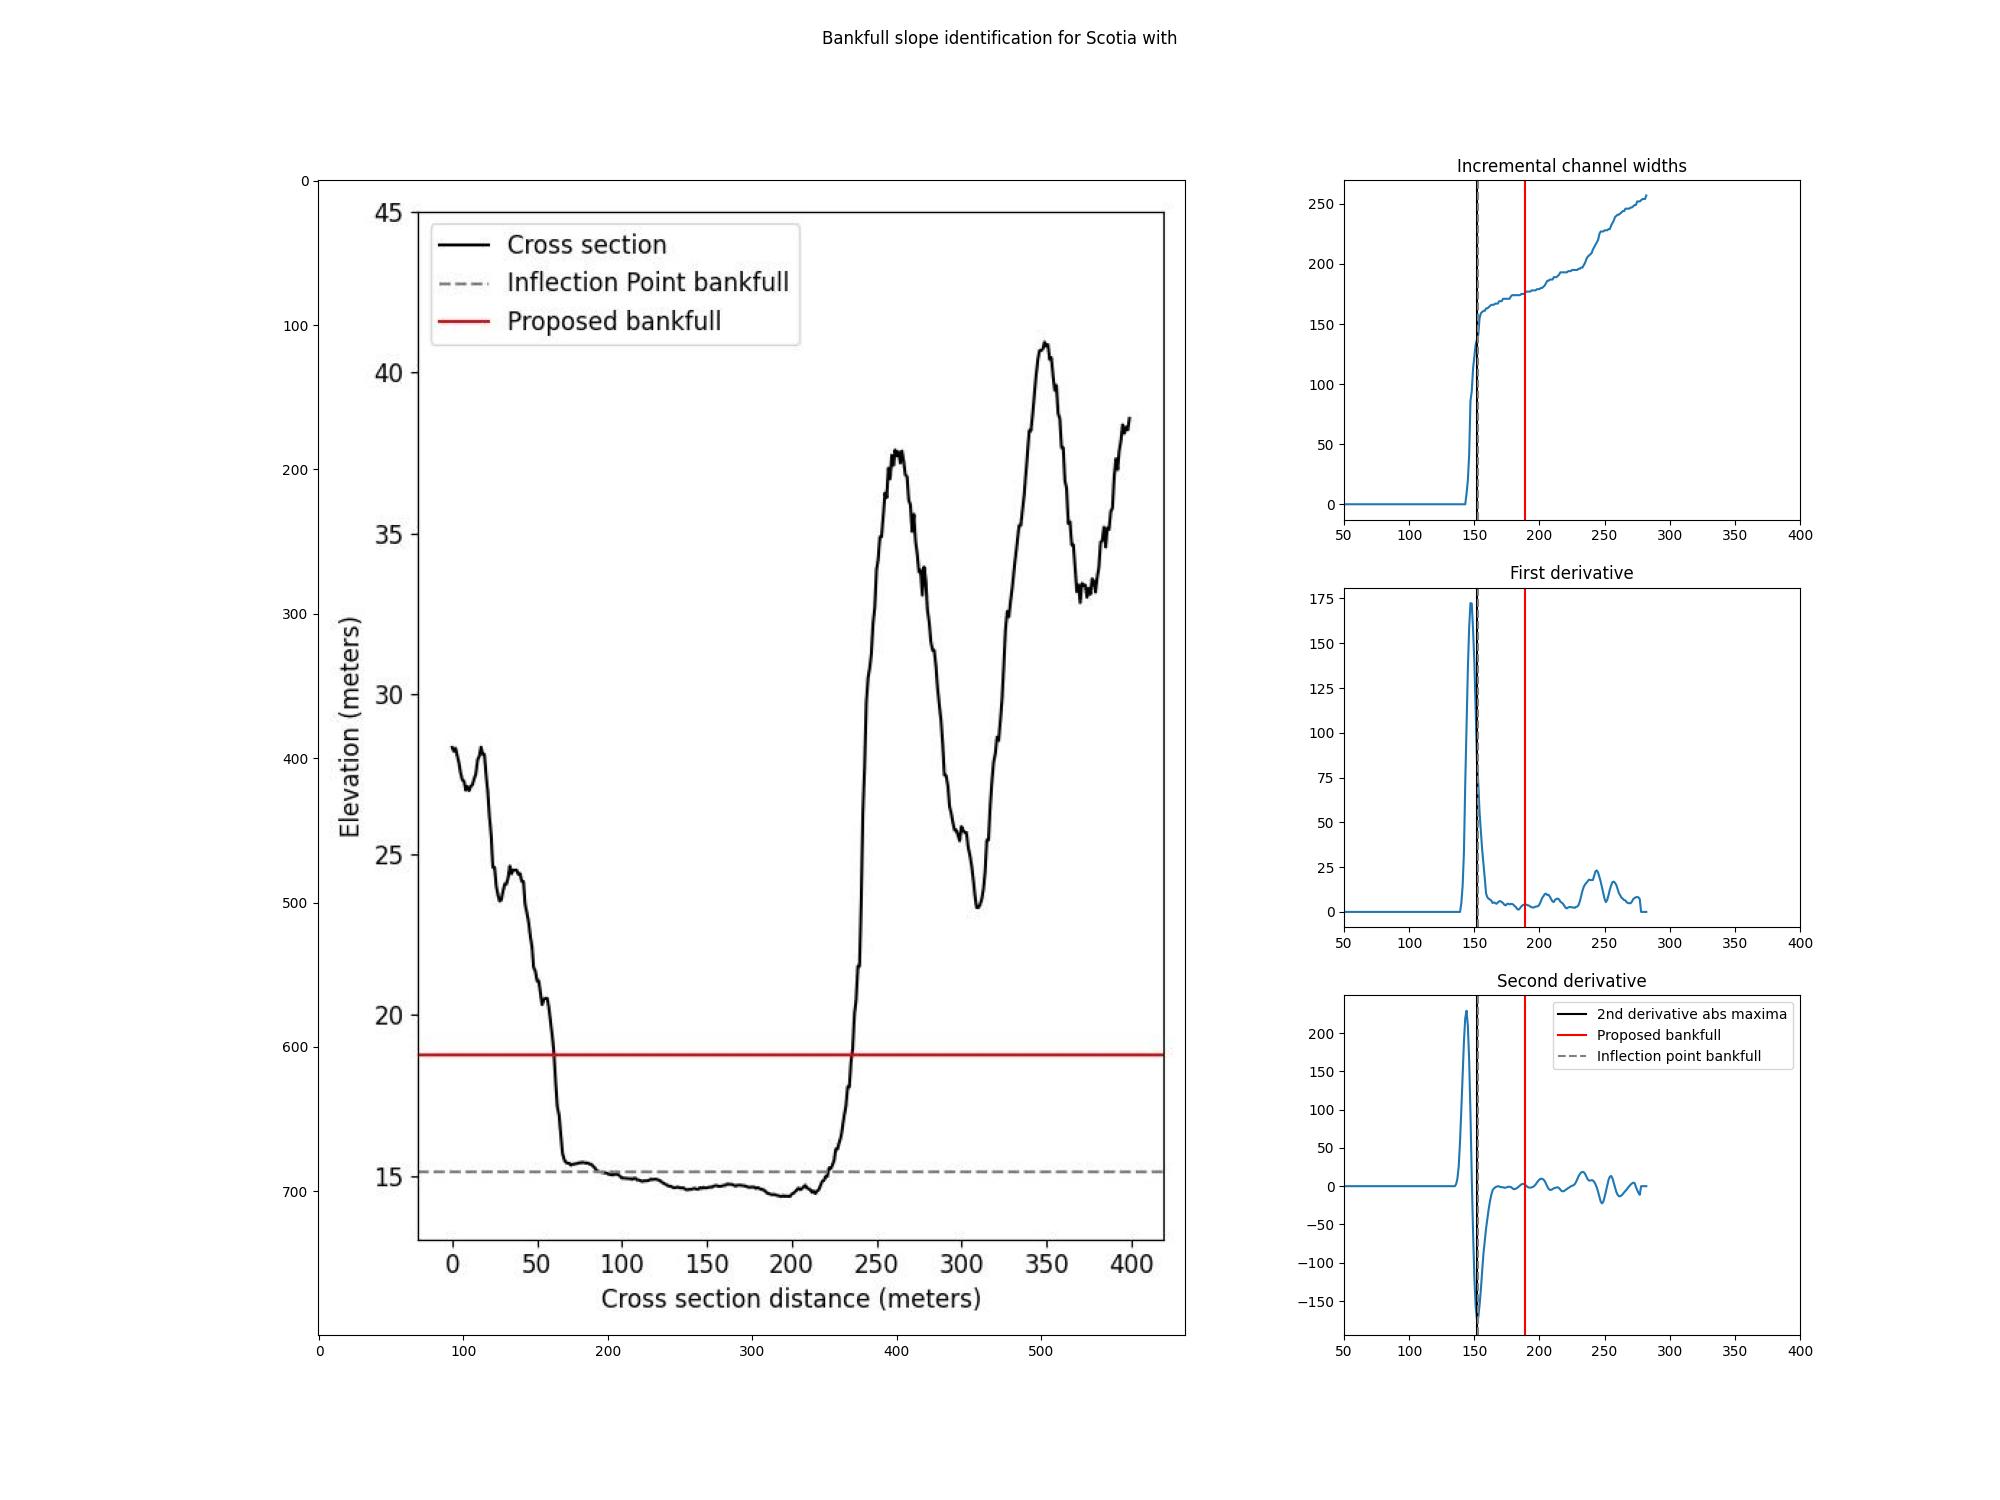 Bankfull slope identification for Scotia with
0
100
200
300
400
500
600
700
0 100 200 300 400 500
45
40
35
30
25
20
15
Elevation (meters)
Cross section
Inflection Point bankfull
Proposed bankfull
0 50 100 150 200 250 300 350 400
Cross section distance (meters)
Incremental channel widths
250
200
150
100
50
0
50 100 150 200 250 300 350 400
First derivative
175
150
125
100
75
50
25
0
50 100 150 200 250 300 350 400
Second derivative
200
150
100
50
0
−50
−100
−150
2nd derivative abs maxima
Proposed bankfull
Inflection point bankfull
50 100 150 200 250 300 350 400